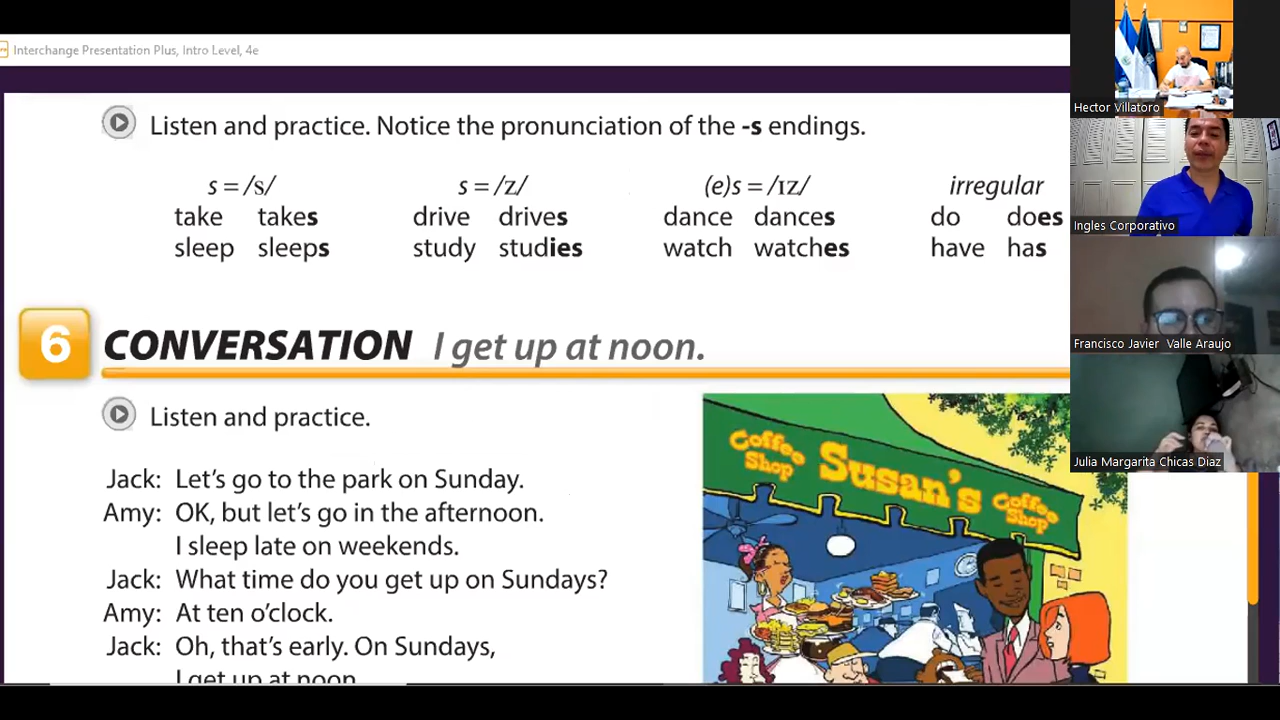 Interchange Presentation Plus, Intro Level, 4e
Listen and practice. Notice the pronunciation of the -s endings.
s = /s/ s = /z/ (e)s = /ɪz/ irregular
take takes drive drives dance dances do does
sleep sleeps study studies watch watches have has
6 CONVERSATION I get up at noon.
Listen and practice.
Jack: Let's go to the park on Sunday.
Amy: OK, but let's go in the afternoon.
I sleep late on weekends.
Jack: What time do you get up on Sundays?
Amy: At ten o'clock.
Jack: Oh, that's early. On Sundays,
I get up at noon.
Coffee Shop Susan's Coffee Shop
Hector Villatoro
Ingles Corporativo
Francisco Javier Valle Araujo
Julia Margarita Chicas Diaz